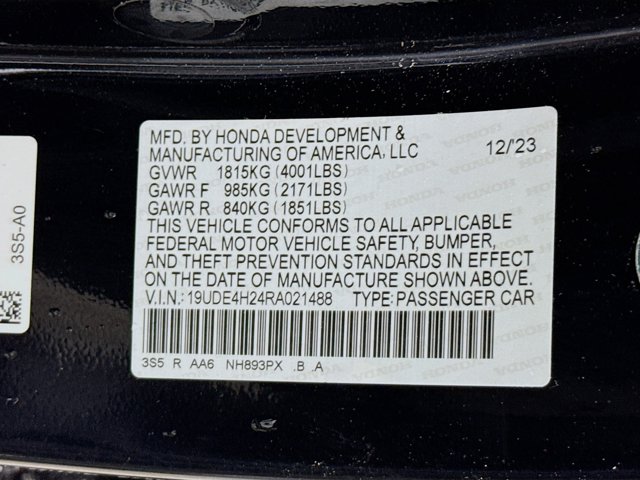 MFD. BY HONDA DEVELOPMENT &
MANUFACTURING OF AMERICA, LLC 12/'23
GVWR 1815KG (4001LBS)
GAWR F 985KG (2171LBS)
GAWR R 840KG (1851LBS)
THIS VEHICLE CONFORMS TO ALL APPLICABLE
FEDERAL MOTOR VEHICLE SAFETY, BUMPER,
AND THEFT PREVENTION STANDARDS IN EFFECT
ON THE DATE OF MANUFACTURE SHOWN ABOVE.
V.I.N.: 19UDE4H24RA021488 TYPE: PASSENGER CAR
3S5 R AA6 NH893PX .B .A
3S5-A0